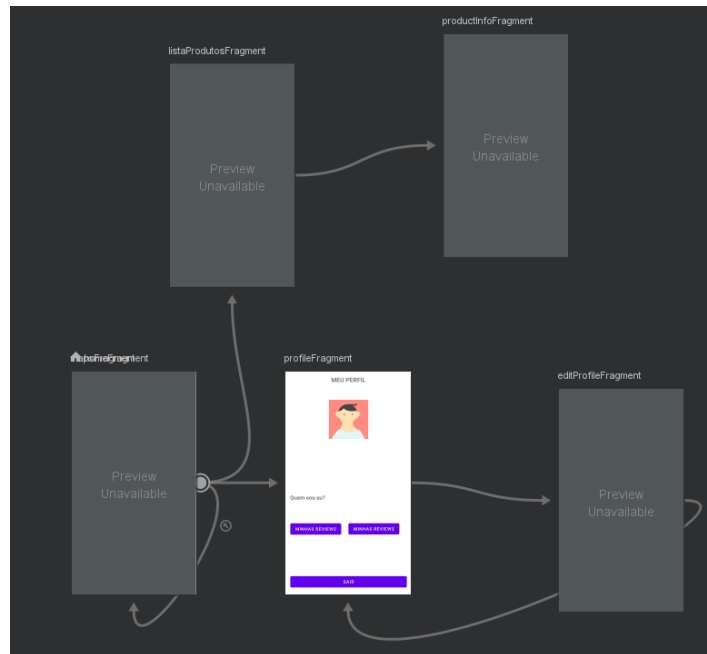 productInfoFragment
listaProdutosFragment
Preview
Unavailable
Preview
Unavailable
profileFragment
editProfileFragment
MEU PERFIL
Preview
Unavailable
Quem sou eu?
Preview
Unavailable
MINHAS REVIEWS MINHAS REVIEWS
SAIR